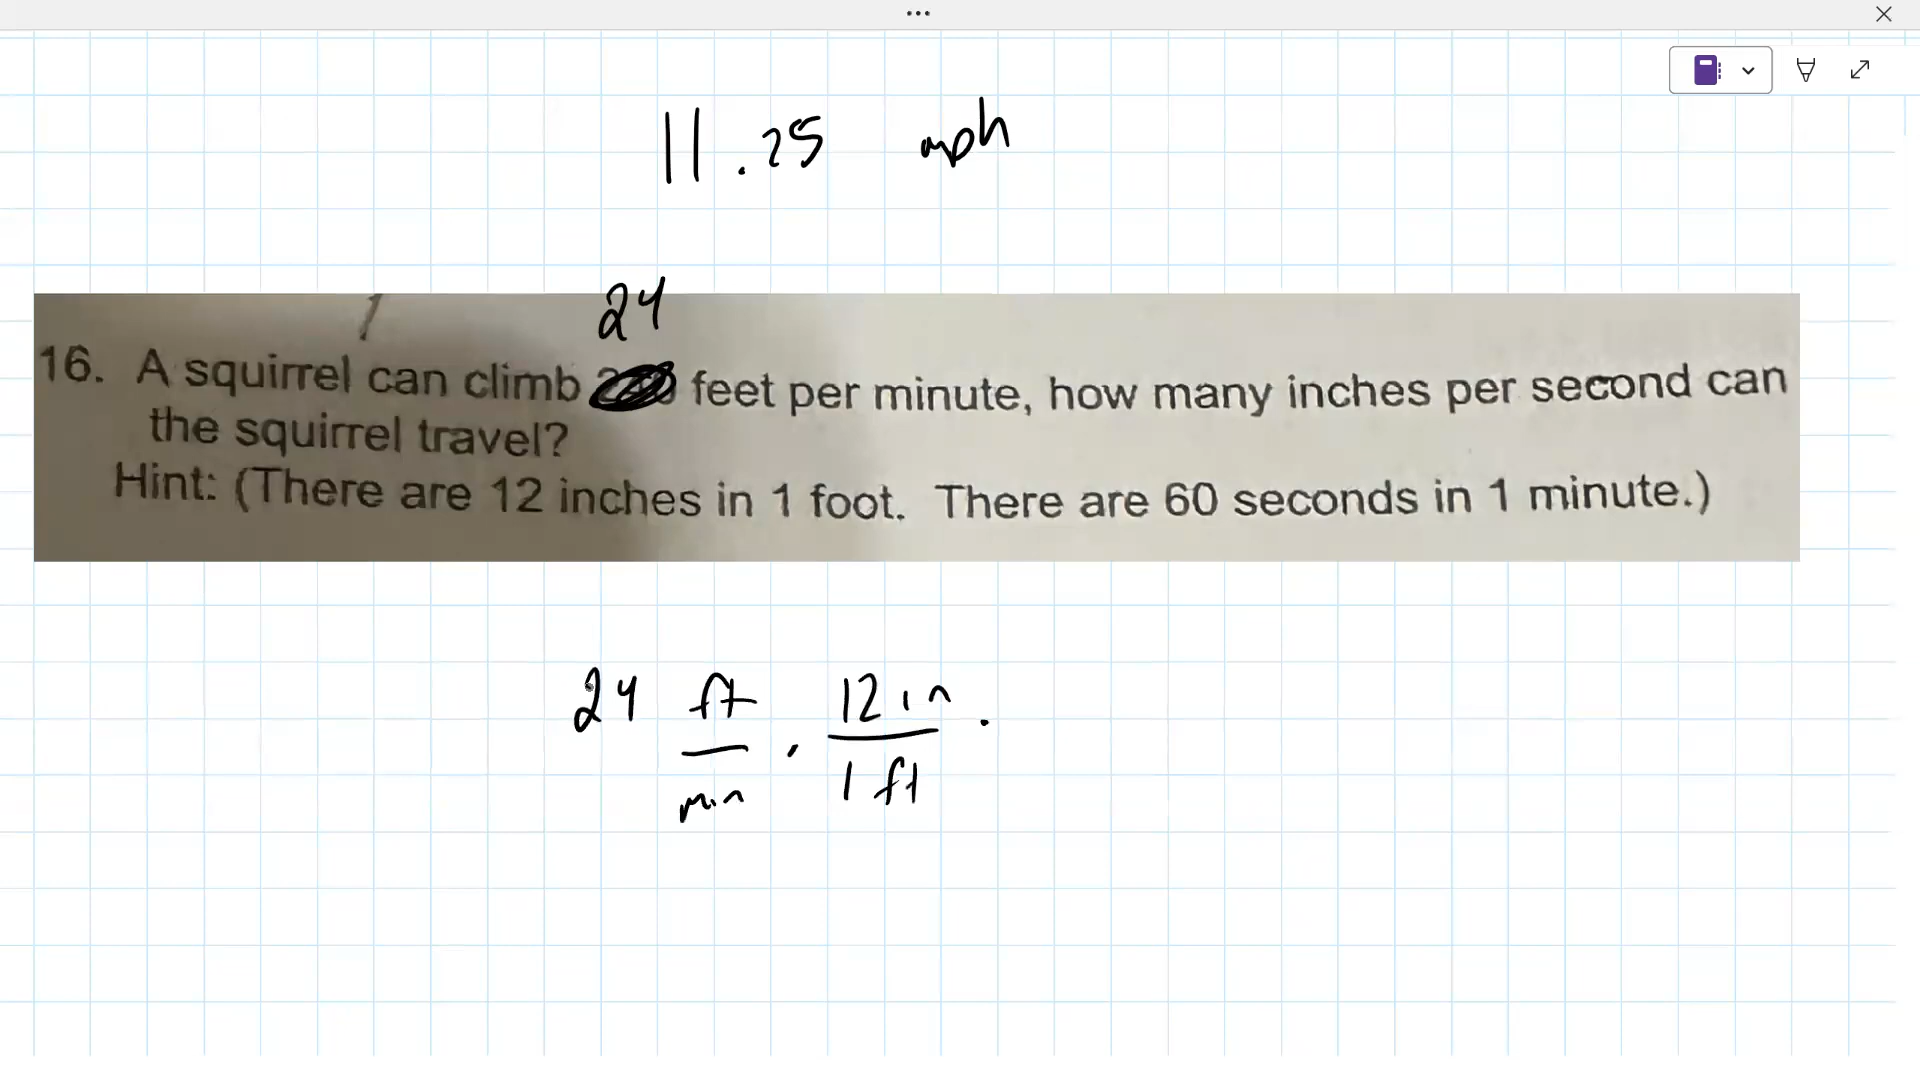 11.25 mph
24
16. A squirrel can climb feet per minute, how many inches per second can
the squirrel travel?
Hint: (There are 12 inches in 1 foot. There are 60 seconds in 1 minute.)
24 ft/min · 12 in/1 ft ·